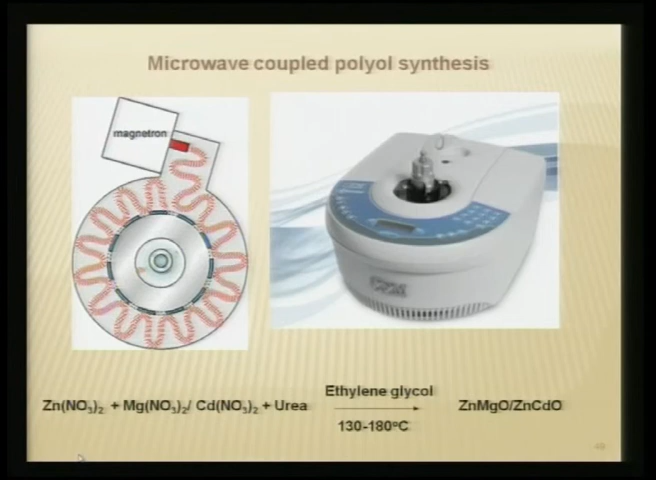 Microwave coupled polyol synthesis
magnetron
Zn(NO₃)₂ + Mg(NO₃)₂/ Cd(NO₃)₂ + Urea
Ethylene glycol
130-180°C
ZnMgO/ZnCdO